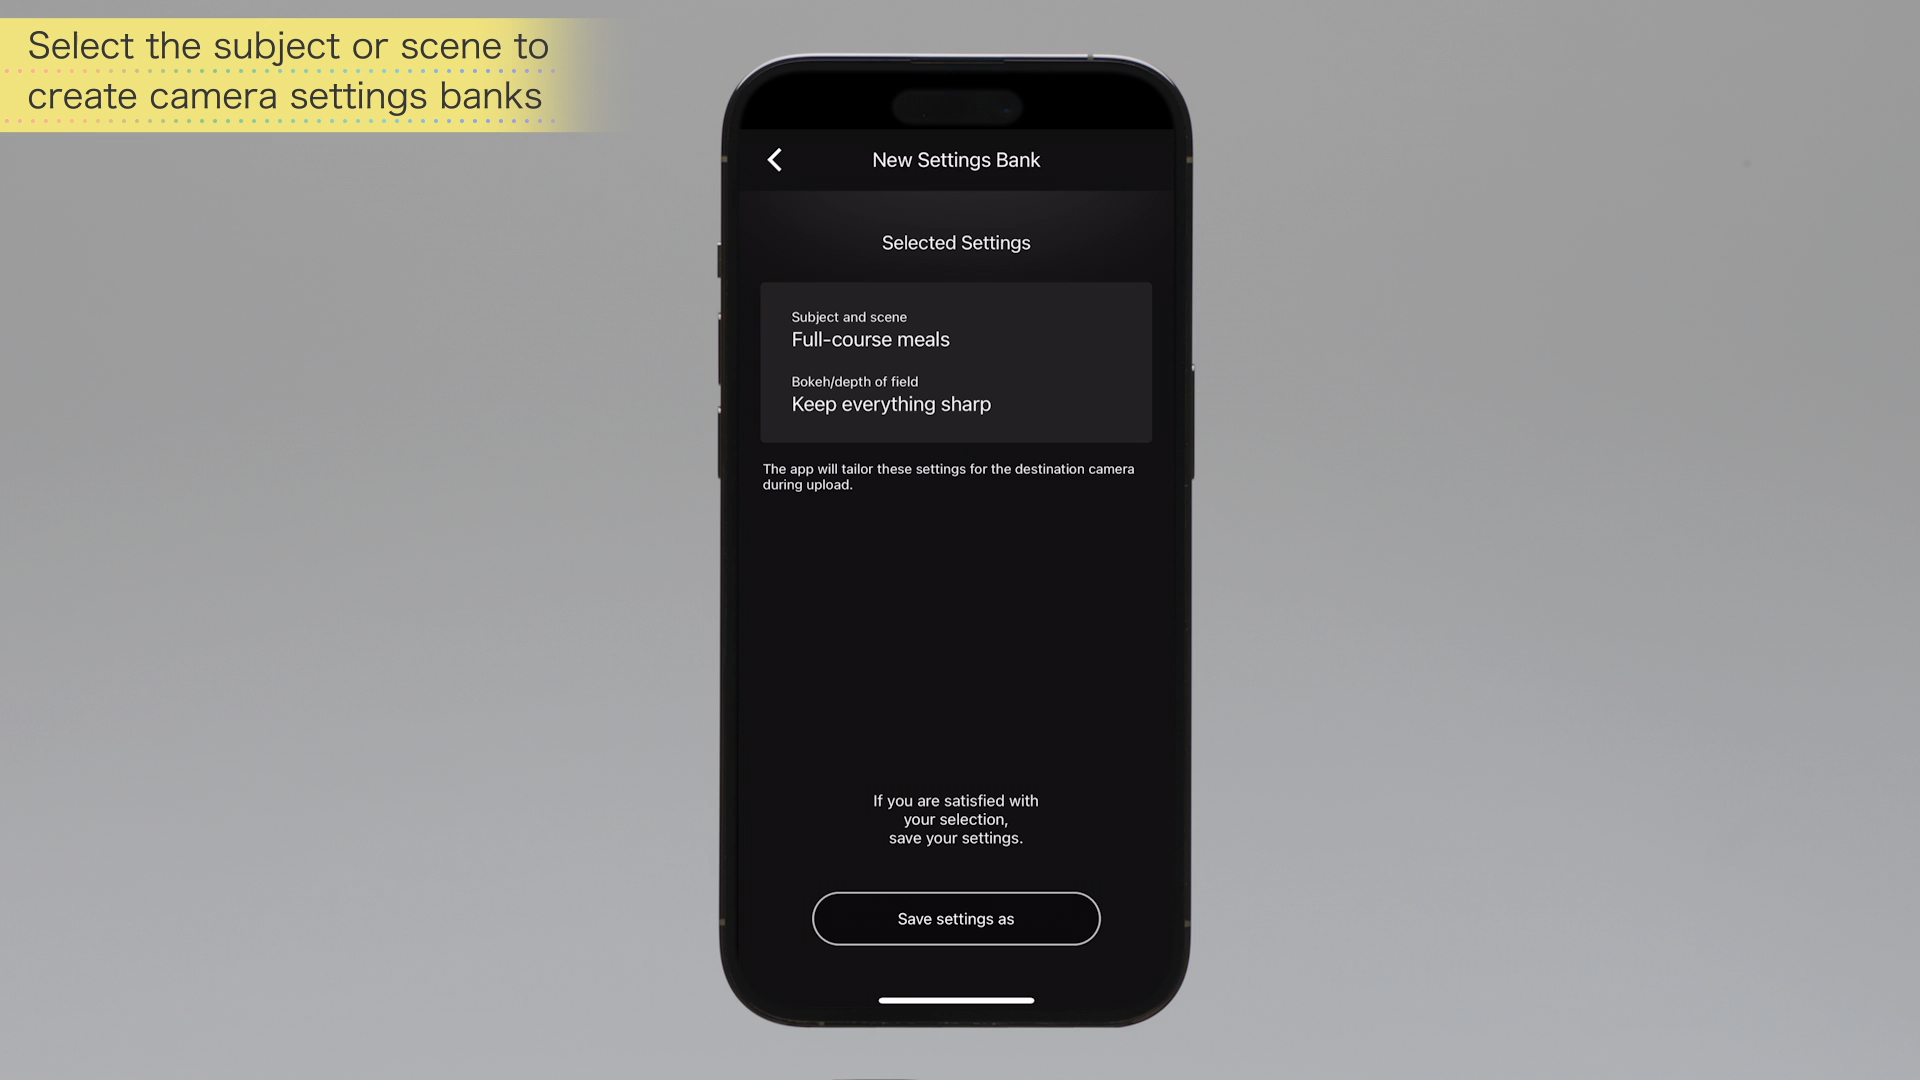 Select the subject or scene to
create camera settings banks
New Settings Bank
Selected Settings
Subject and scene
Full-course meals
Bokeh/depth of field
Keep everything sharp
The app will tailor these settings for the destination camera
during upload.
If you are satisfied with
your selection,
save your settings.
Save settings as